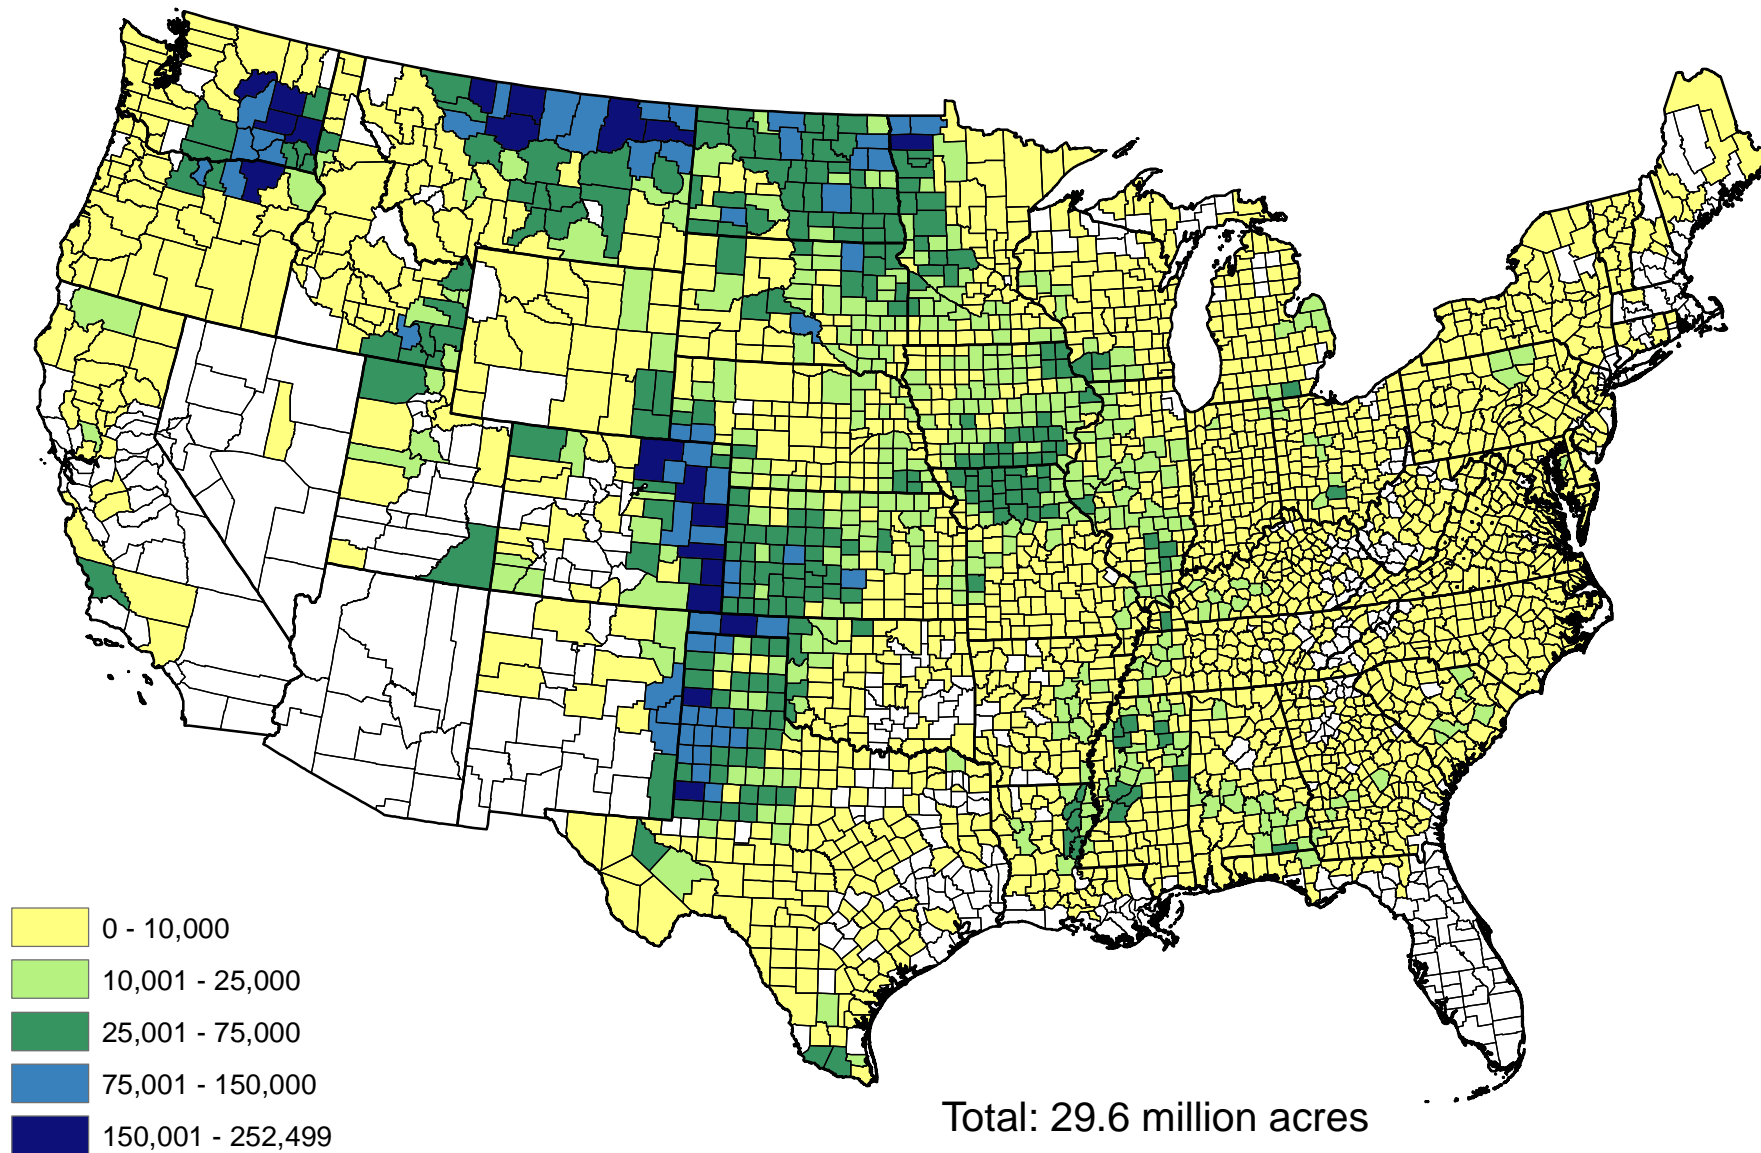 0 - 10,000
10,001 - 25,000
25,001 - 75,000
75,001 - 150,000
150,001 - 252,499
Total: 29.6 million acres